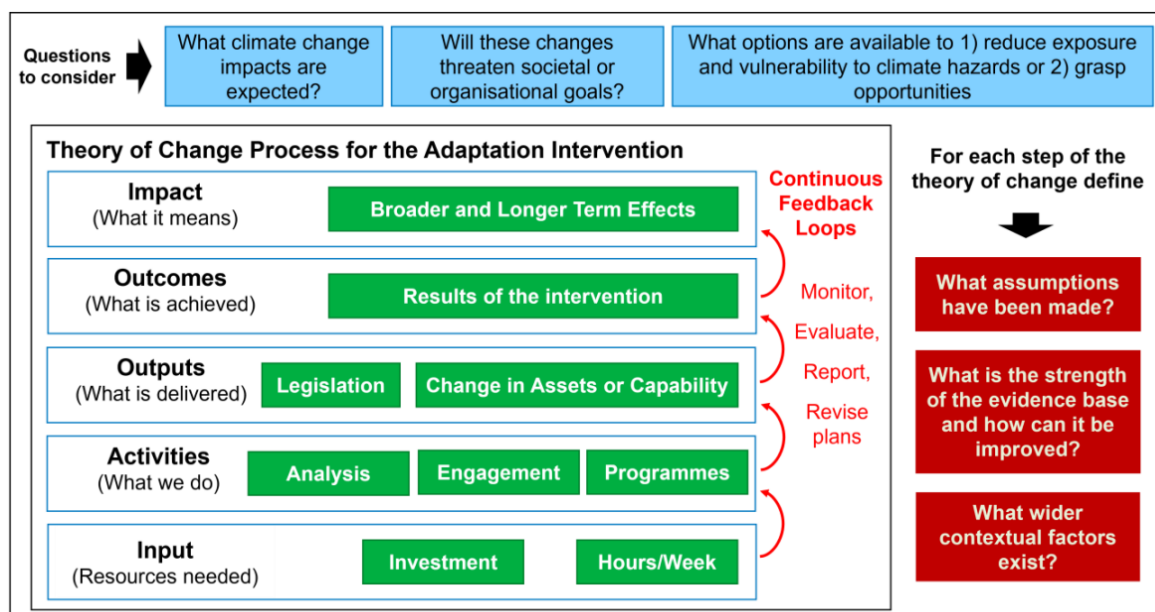 Questions
to consider
What climate change
impacts are
expected?
Will these changes
threaten societal or
organisational goals?
What options are available to 1) reduce exposure
and vulnerability to climate hazards or 2) grasp
opportunities
Theory of Change Process for the Adaptation Intervention
Impact
(What it means)
Broader and Longer Term Effects
Outcomes
(What is achieved)
Results of the intervention
Outputs
(What is delivered)
Legislation
Change in Assets or Capability
Activities
(What we do)
Analysis
Engagement
Programmes
Input
(Resources needed)
Investment
Hours/Week
Continuous
Feedback
Loops
Monitor,
Evaluate,
Report,
Revise
plans
For each step of the
theory of change define
What assumptions
have been made?
What is the strength
of the evidence base
and how can it be
improved?
What wider
contextual factors
exist?